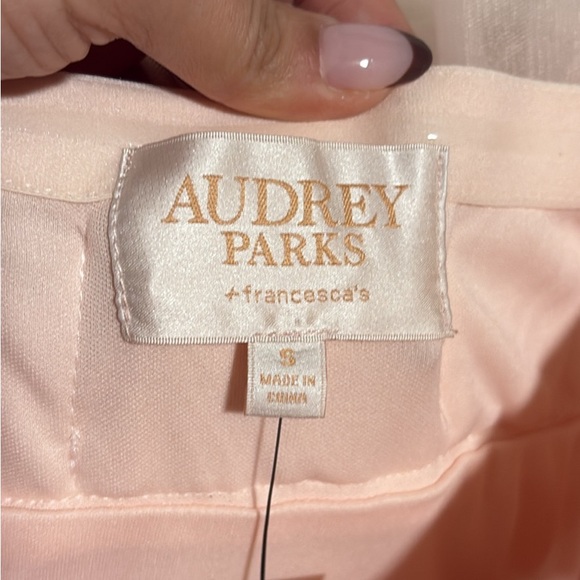 AUDREY
PARKS
+francesca's
S
MADE IN
CHINA